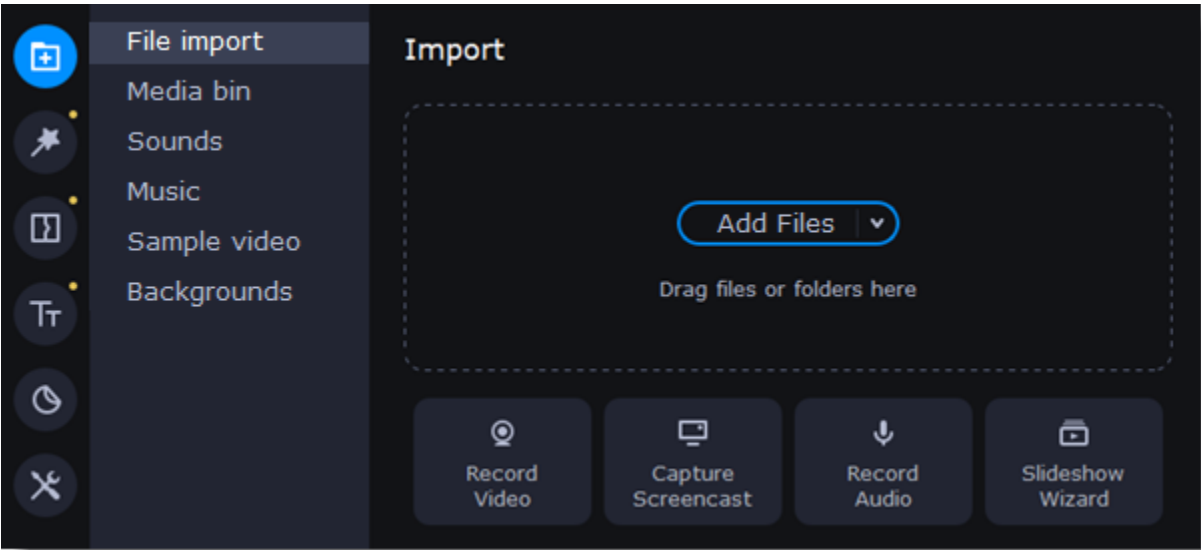 File import
Media bin
Sounds
Music
Sample video
Backgrounds
Import
Add Files
Drag files or folders here
Record
Video
Capture
Screencast
Record
Audio
Slideshow
Wizard
Tт